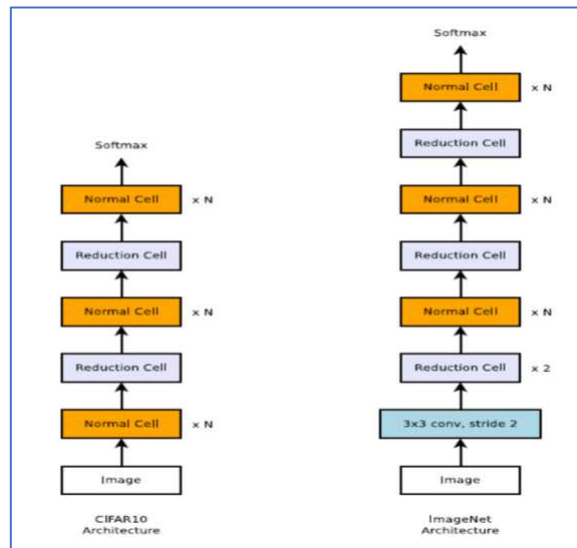 Softmax
Normal Cell x N
Reduction Cell
Normal Cell x N
Reduction Cell
Normal Cell x N
Image
CIFAR10
Architecture
Softmax
Normal Cell x N
Reduction Cell
Normal Cell x N
Reduction Cell
Normal Cell x N
Reduction Cell x 2
3x3 conv, stride 2
Image
ImageNet
Architecture